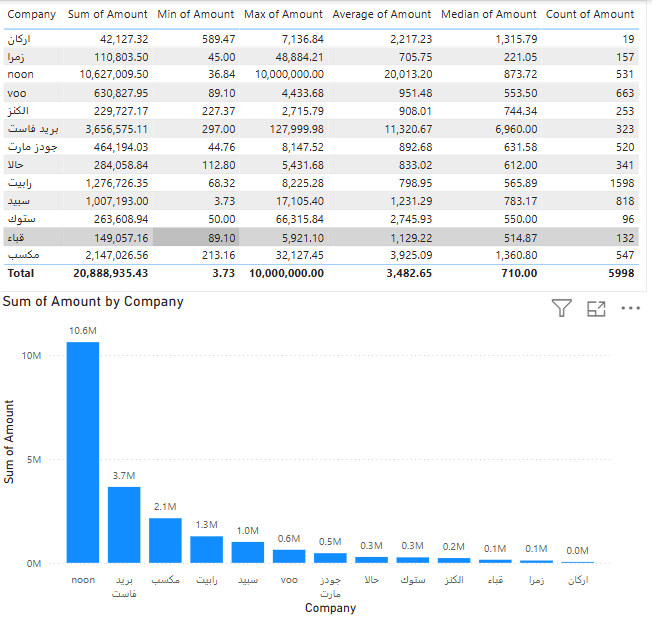 Company Sum of Amount Min of Amount Max of Amount Average of Amount Median of Amount Count of Amount
اركان 42,127.32 589.47 7,136.84 2,217.23 1,315.79 19
زمرا 110,803.50 45.00 48,884.21 705.75 221.05 157
noon 10,627,009.50 36.84 10,000,000.00 20,013.20 873.72 531
voo 630,827.95 89.10 4,433.68 951.48 553.50 663
الكنز 229,727.17 227.37 2,715.79 908.01 744.34 253
بريد فاست 3,656,575.11 297.00 127,999.98 11,320.67 6,960.00 323
جودز مارت 464,194.03 44.76 8,147.52 892.68 631.58 520
حالا 284,058.84 112.80 5,431.68 833.02 612.00 341
رابيت 1,276,726.35 68.32 8,225.28 798.95 565.89 1598
سبيد 1,007,193.00 3.73 17,105.40 1,231.29 783.17 818
ستوك 263,608.94 50.00 66,315.84 2,745.93 550.00 96
قباء 149,057.16 89.10 5,921.10 1,129.22 514.87 132
مكسب 2,147,026.56 213.16 32,127.45 3,925.09 1,360.80 547
Total 20,888,935.43 3.73 10,000,000.00 3,482.65 710.00 5998
Sum of Amount by Company
10.6M
10M
5M
0M
Sum of Amount
3.7M
2.1M
1.3M
1.0M
0.6M
0.5M
0.3M
0.3M
0.2M
0.1M
0.1M
0.0M
noon
بريد
فاست
مكسب
رابيت
سبيد
voo
جودز
مارت
حالا
ستوك
الكنز
قباء
زمرا
اركان
Company